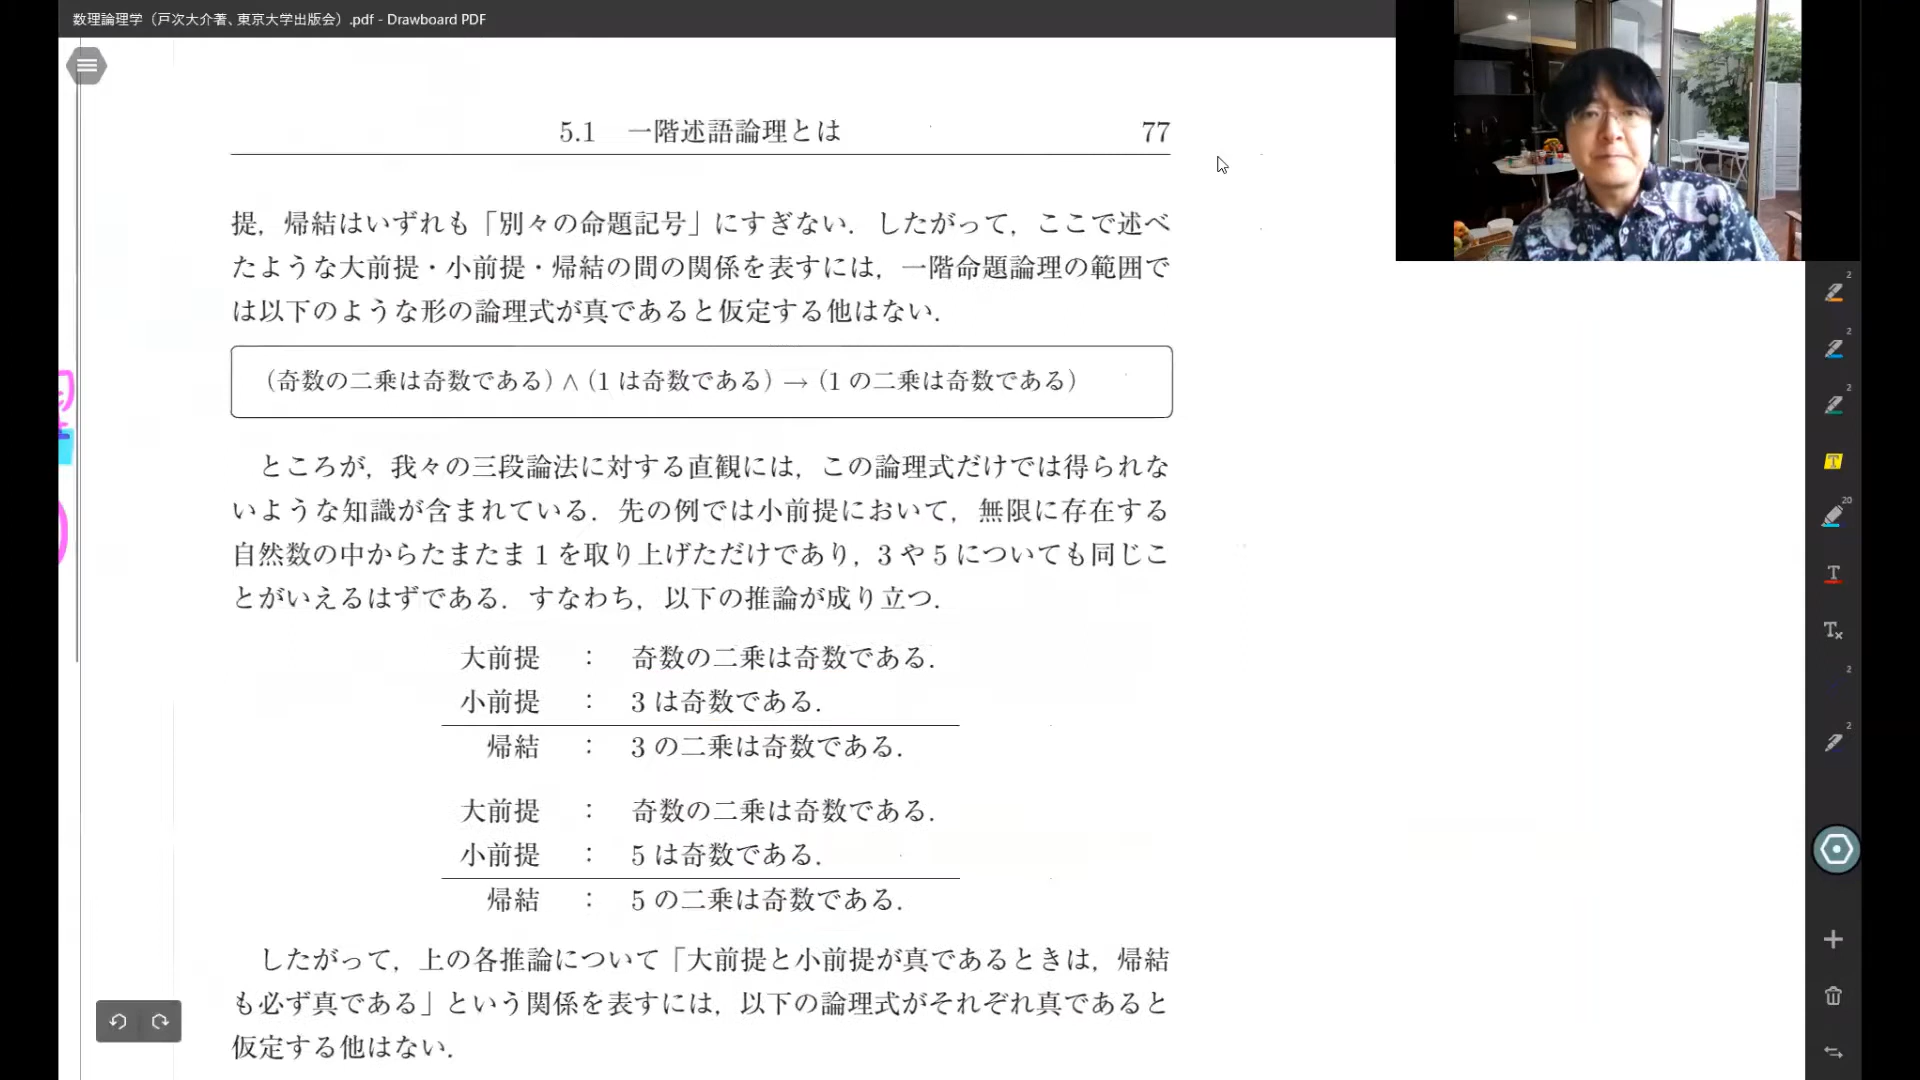 数理論理学（戸次大介著、東京大学出版会）.pdf - Drawboard PDF
5.1 一階述語論理とは 77
提，帰結はいずれも「別々の命題記号」にすぎない．したがって，ここで述べ
たような大前提・小前提・帰結の間の関係を表すには，一階命題論理の範囲で
は以下のような形の論理式が真であると仮定する他はない．
（奇数の二乗は奇数である）∧（1 は奇数である）→（1 の二乗は奇数である）
ところが，我々の三段論法に対する直観には，この論理式だけでは得られな
いような知識が含まれている．先の例では小前提において，無限に存在する
自然数の中からたまたま 1 を取り上げただけであり，3 や 5 についても同じこ
とがいえるはずである．すなわち，以下の推論が成り立つ．
大前提 ： 奇数の二乗は奇数である．
小前提 ： 3 は奇数である．
帰結 ： 3 の二乗は奇数である．
大前提 ： 奇数の二乗は奇数である．
小前提 ： 5 は奇数である．
帰結 ： 5 の二乗は奇数である．
したがって，上の各推論について「大前提と小前提が真であるときは，帰結
も必ず真である」という関係を表すには，以下の論理式がそれぞれ真であると
仮定する他はない．
2
2
2
T
20
T
Tx
2
2